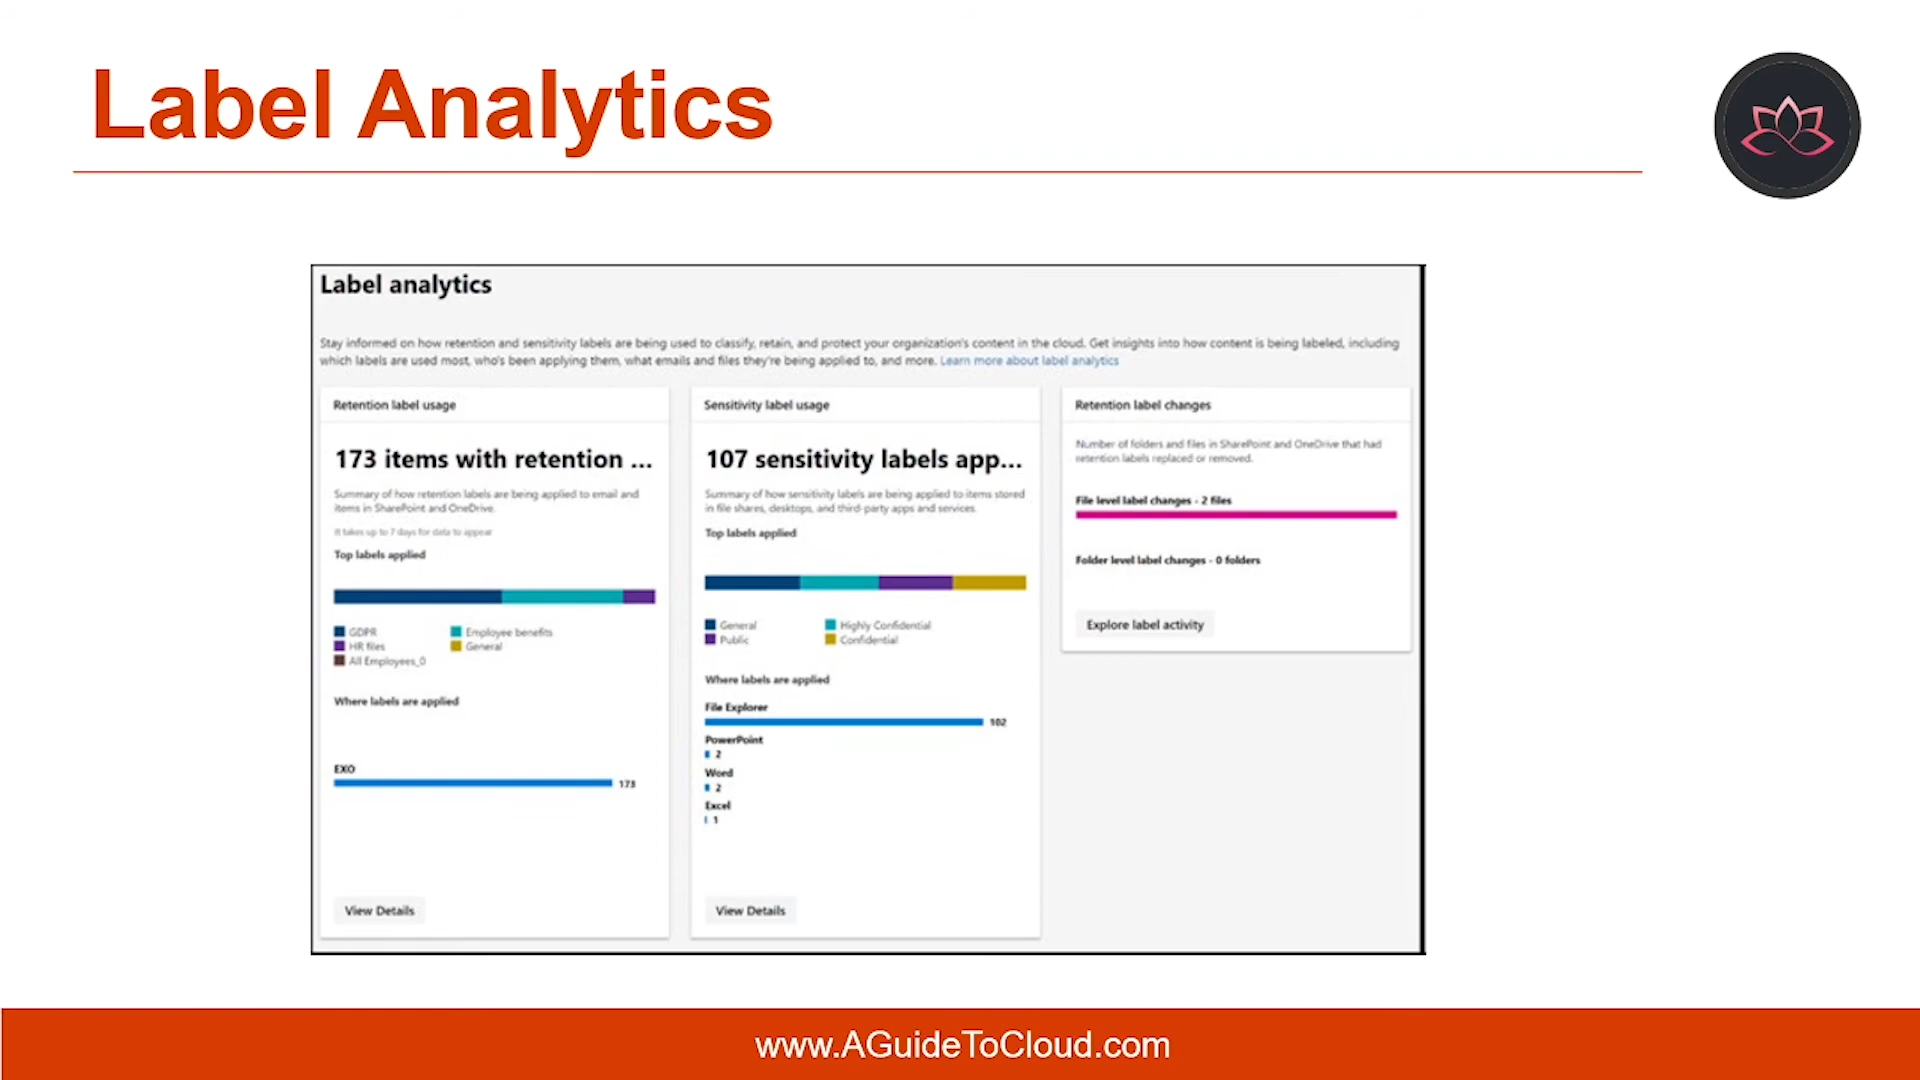 Label Analytics
Label analytics
Stay informed on how retention and sensitivity labels are being used to classify, retain, and protect your organization's content in the cloud. Get insights into how content is being labeled, including
which labels are used most, who's been applying them, what emails and files they're being applied to, and more. Learn more about label analytics
Retention label usage
173 items with retention ...
Summary of how retention labels are being applied to email and
items in SharePoint and OneDrive.
It takes up to 7 days for data to appear
Top labels applied
GDPR
Employee benefits
HR files
General
All Employees_0
Where labels are applied
EXO
173
View Details
Sensitivity label usage
107 sensitivity labels app...
Summary of how sensitivity labels are being applied to items stored
in file shares, desktops, and third-party apps and services.
Top labels applied
General
Highly Confidential
Public
Confidential
Where labels are applied
File Explorer
102
PowerPoint
2
Word
2
Excel
1
View Details
Retention label changes
Number of folders and files in SharePoint and OneDrive that had
retention labels replaced or removed.
File level label changes - 2 files
Folder level label changes - 0 folders
Explore label activity
www.AGuideToCloud.com